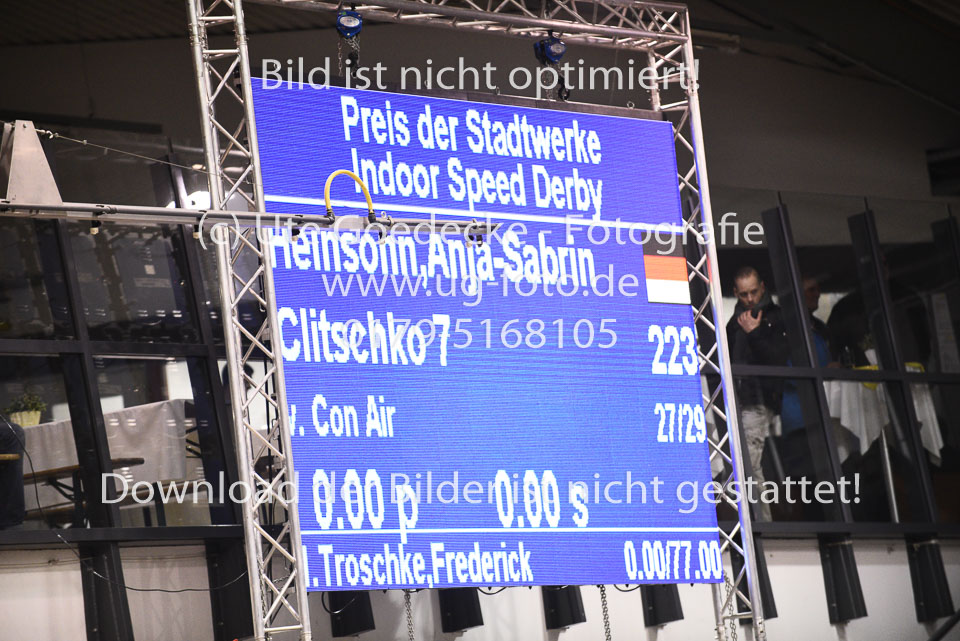 Bild ist nicht optimiert!
Preis der Stadtwerke
Indoor Speed Derby
(c) Ute Goedecke - Fotografie
Heinsohn,Anja-Sabrin
www.ug-foto.de
Clitschko 7 223
5168105
v. Con Air 27/29
0.00 p 0.00 s
Download der Bilder ist nicht gestattet!
1.Troschke,Frederick 0.00/77.00